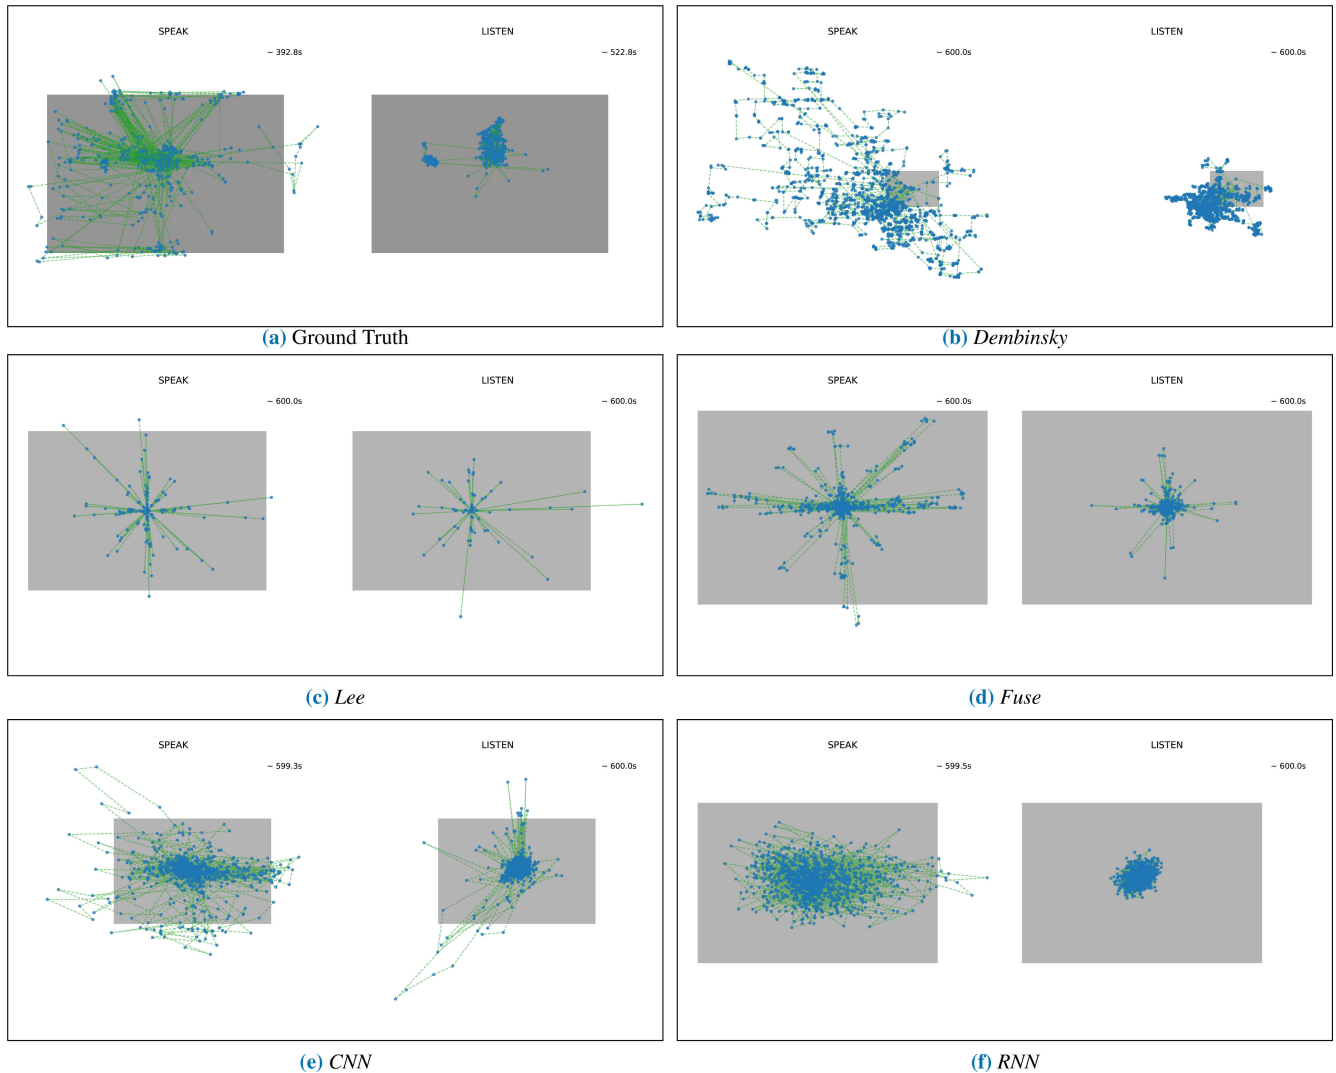 SPEAK LISTEN
~ 392.8s ~ 522.8s
(a) Ground Truth
SPEAK LISTEN
~ 600.0s ~ 600.0s
(b) Dembinsky
SPEAK LISTEN
~ 600.0s ~ 600.0s
(c) Lee
SPEAK LISTEN
~ 600.0s ~ 600.0s
(d) Fuse
SPEAK LISTEN
~ 599.3s ~ 600.0s
(e) CNN
SPEAK LISTEN
~ 599.5s ~ 600.0s
(f) RNN